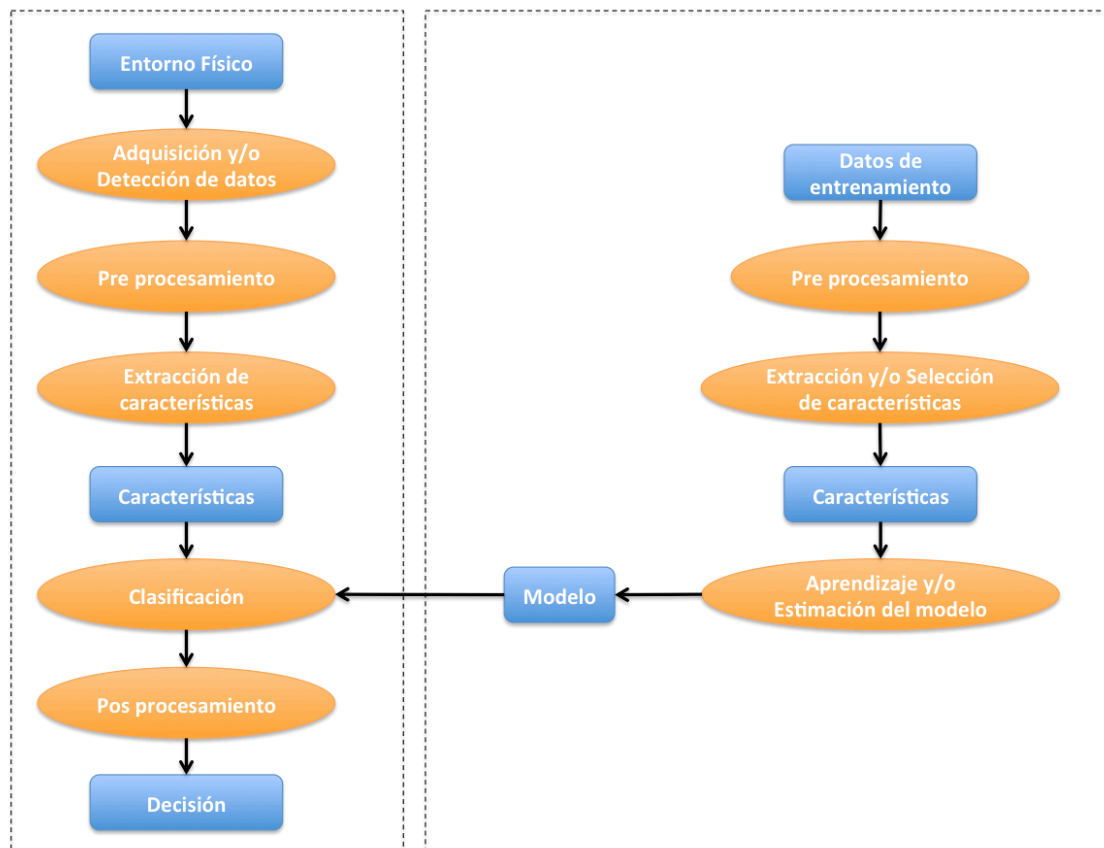 Entorno Físico
Adquisición y/o
Detección de datos
Pre procesamiento
Extracción de
características
Características
Clasificación
Pos procesamiento
Decisión
Modelo
Datos de
entrenamiento
Pre procesamiento
Extracción y/o Selección
de características
Características
Aprendizaje y/o
Estimación del modelo